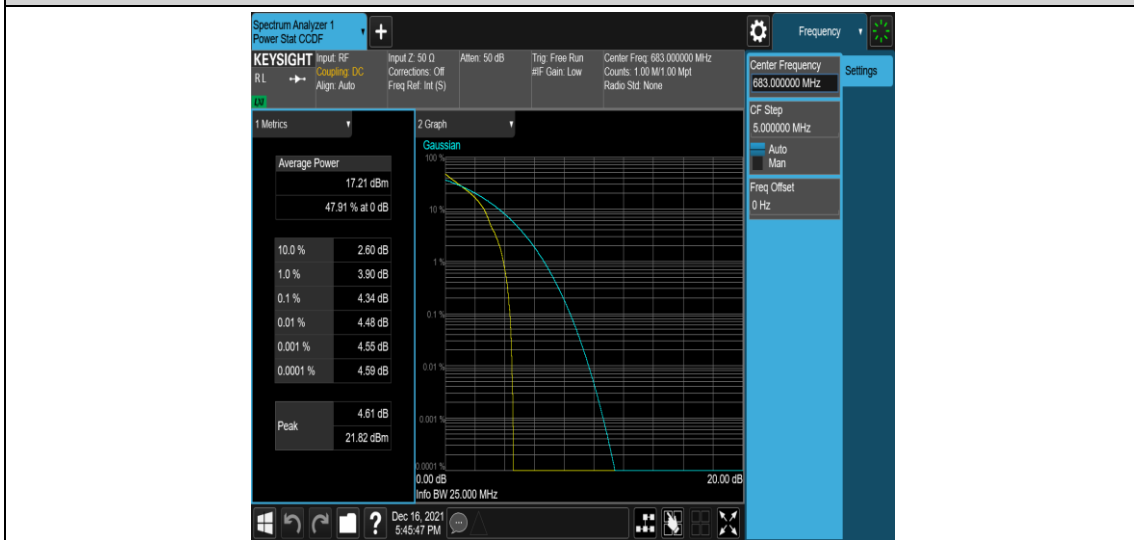 Spectrum Analyzer 1
Power Stat CCDF
Frequency
KEYSIGHT
RL
Input: RF
Coupling: DC
Align: Auto
Input Z: 50 Ω
Corrections: Off
Freq Ref: Int (S)
Atten: 50 dB
Trig: Free Run
#IF Gain: Low
Center Freq: 683.000000 MHz
Counts: 1.00 M/1.00 Mpt
Radio Std: None
1 Metrics
Average Power
17.21 dBm
47.91 % at 0 dB
10.0 % 2.60 dB
1.0 % 3.90 dB
0.1 % 4.34 dB
0.01 % 4.48 dB
0.001 % 4.55 dB
0.0001 % 4.59 dB
Peak
4.61 dB
21.82 dBm
2 Graph
Gaussian
100 %
10 %
1 %
0.1 %
0.01 %
0.001 %
0.0001 %
0.00 dB 20.00 dB
Info BW 25.000 MHz
Center Frequency
683.000000 MHz
Settings
CF Step
5.000000 MHz
Auto
Man
Freq Offset
0 Hz
?
Dec 16, 2021
5:45:47 PM